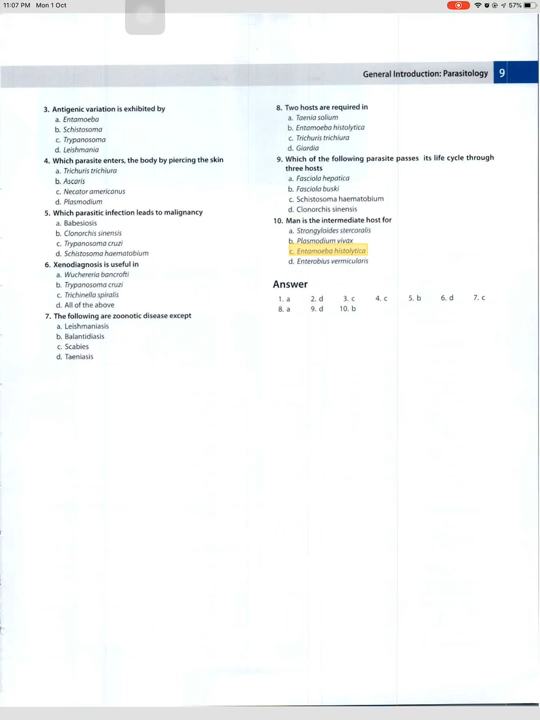 11:07 PM Mon 1 Oct
57%
General Introduction: Parasitology 9
3. Antigenic variation is exhibited by
a. Entamoeba
b. Schistosoma
c. Trypanosoma
d. Leishmania
4. Which parasite enters, the body by piercing the skin
a. Trichuris trichiura
b. Ascaris
c. Necator americanus
d. Plasmodium
5. Which parasitic infection leads to malignancy
a. Babesiosis
b. Clonorchis sinensis
c. Trypanosoma cruzi
d. Schistosoma haematobium
6. Xenodiagnosis is useful in
a. Wuchereria bancrofti
b. Trypanosoma cruzi
c. Trichinella spiralis
d. All of the above
7. The following are zoonotic disease except
a. Leishmaniasis
b. Balantidiasis
c. Scabies
d. Taeniasis
8. Two hosts are required in
a. Taenia solium
b. Entamoeba histolytica
c. Trichuris trichiura
d. Giardia
9. Which of the following parasite passes its life cycle through
three hosts
a. Fasciola hepatica
b. Fasciola buski
c. Schistosoma haematobium
d. Clonorchis sinensis
10. Man is the intermediate host for
a. Strongyloides stercoralis
b. Plasmodium vivax
c. Entamoeba histolytica
d. Enterobius vermicularis
Answer
1. a 2. d 3. c 4. c 5. b 6. d 7. c
8. a 9. d 10. b